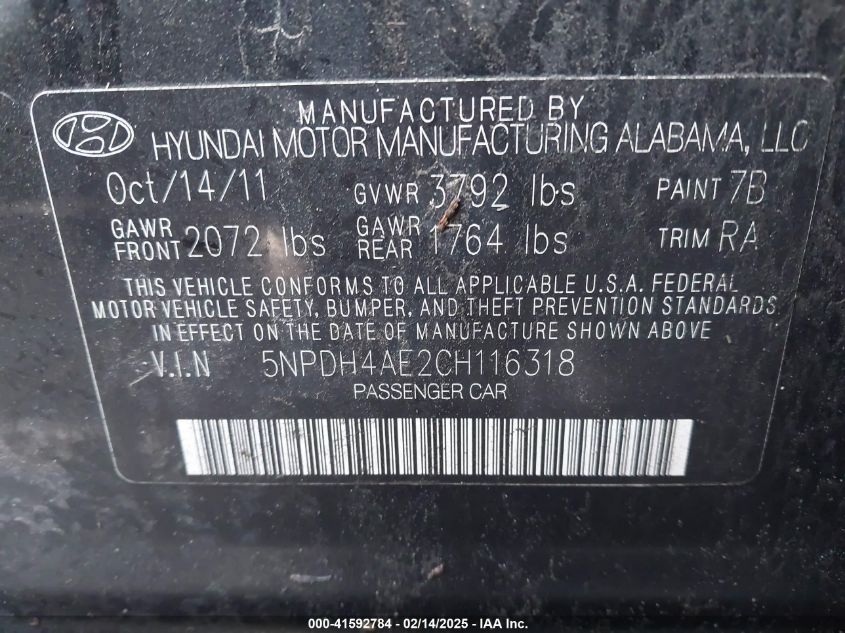 MANUFACTURED BY
HYUNDAI MOTOR MANUFACTURING ALABAMA, LLC
Oct/14/11 GVWR 3792 lbs PAINT 7B
GAWR FRONT 2072 lbs GAWR REAR 1764 lbs TRIM RA
THIS VEHICLE CONFORMS TO ALL APPLICABLE U.S.A. FEDERAL
MOTOR VEHICLE SAFETY, BUMPER, AND THEFT PREVENTION STANDARDS
IN EFFECT ON THE DATE OF MANUFACTURE SHOWN ABOVE
V.I.N 5NPDH4AE2CH116318
PASSENGER CAR
000-41592784 - 02/14/2025 - IAA Inc.